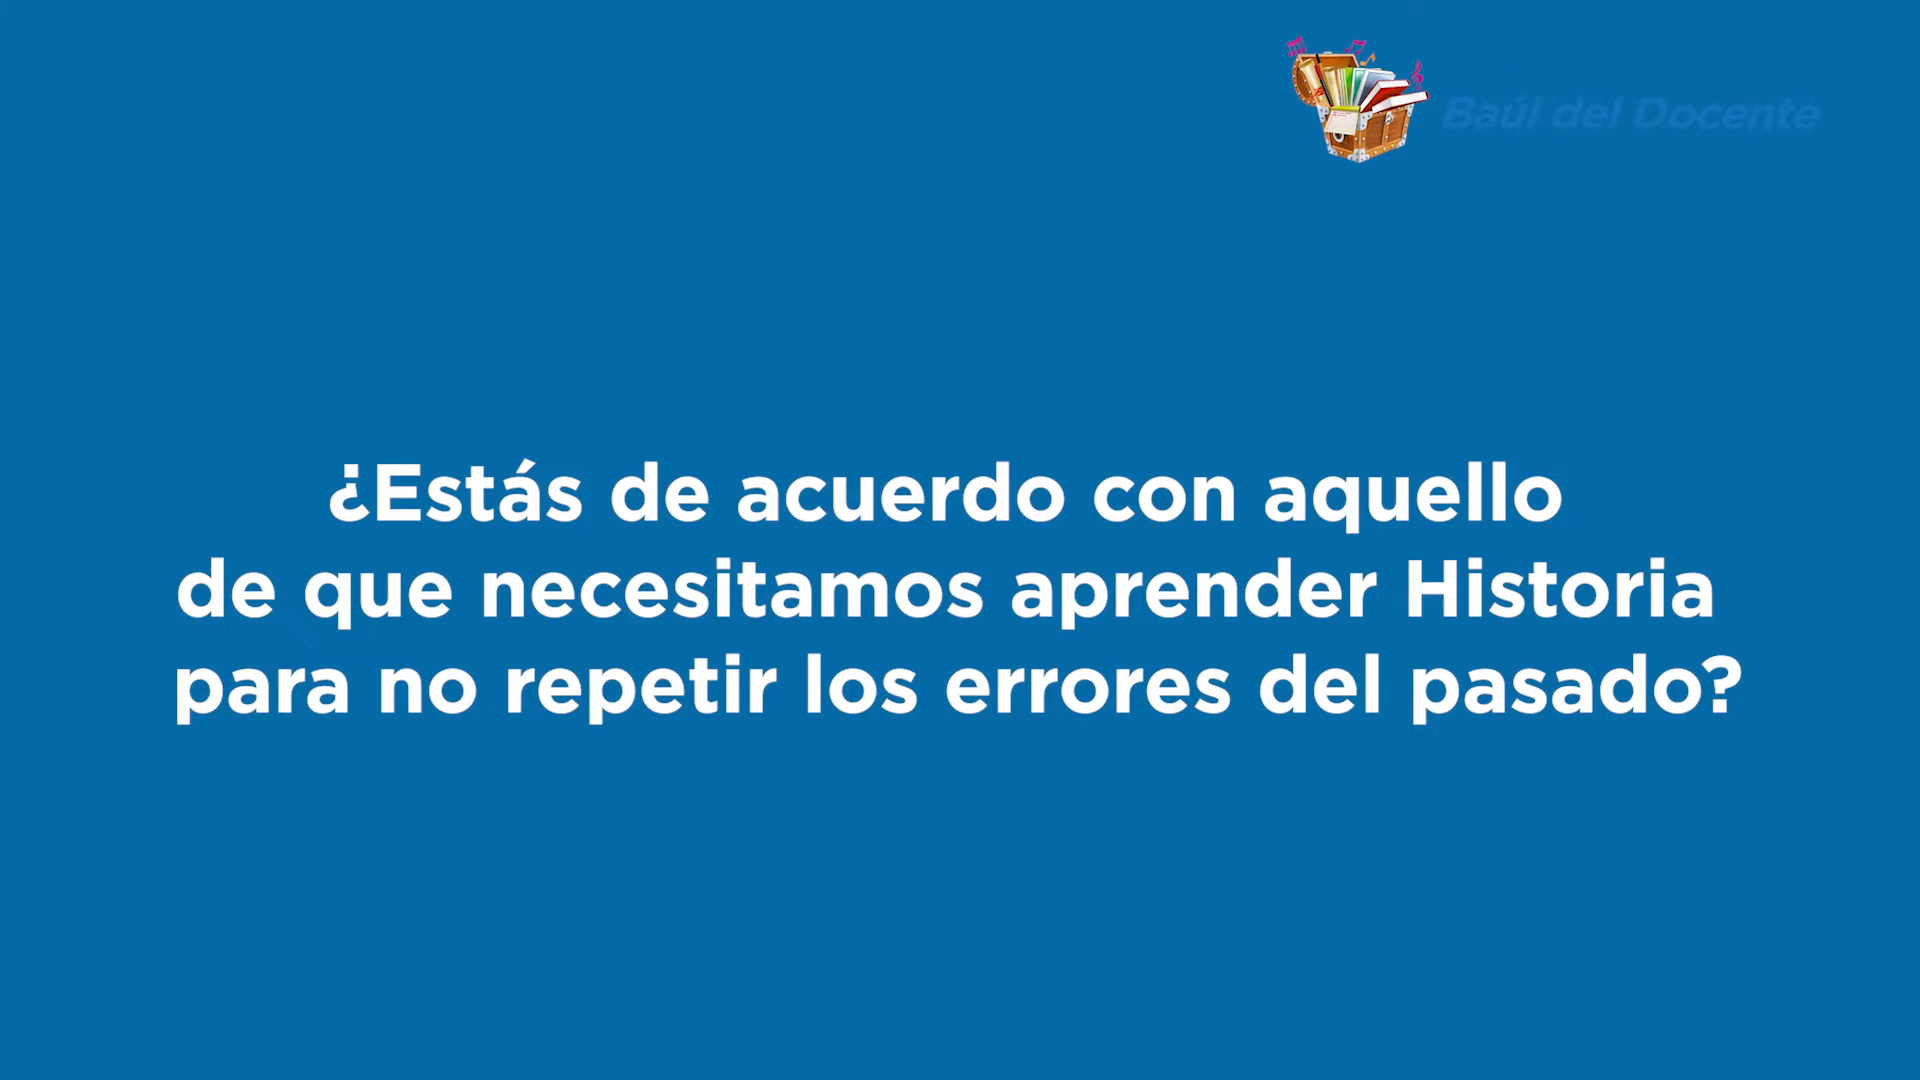 Baúl del Docente
¿Estás de acuerdo con aquello
de que necesitamos aprender Historia
para no repetir los errores del pasado?